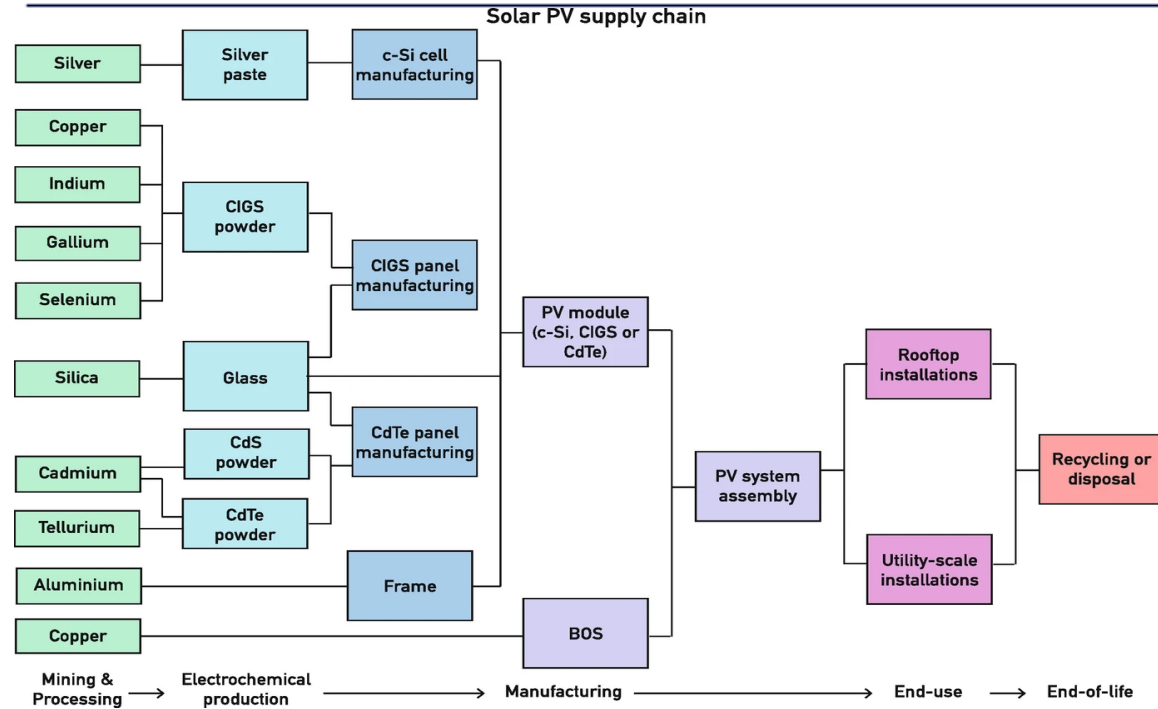 Solar PV supply chain
Silver
Silver
paste
c-Si cell
manufacturing
Copper
Indium
Gallium
Selenium
CIGS
powder
CIGS panel
manufacturing
Silica
Glass
CdTe panel
manufacturing
Cadmium
CdS
powder
Tellurium
CdTe
powder
Aluminium
Frame
Copper
BOS
PV module
(c-Si, CIGS or
CdTe)
PV system
assembly
Rooftop
installations
Utility-scale
installations
Recycling or
disposal
Mining &
Processing
Electrochemical
production
Manufacturing
End-use
End-of-life